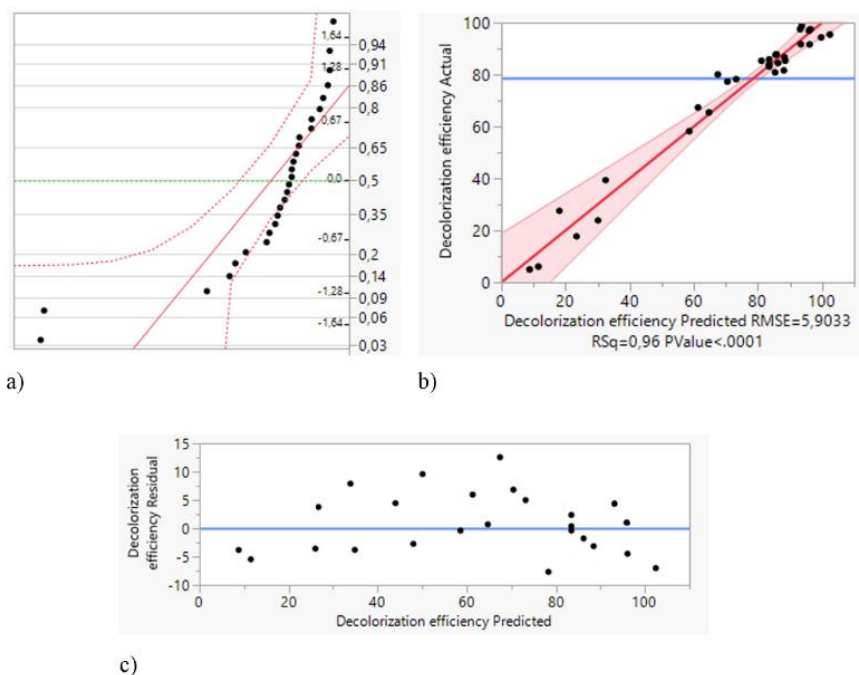 1,64
0,94
0,91
1,28
0,86
0,8
0,67
0,65
0,0
0,5
0,35
-0,67
0,2
0,14
-1,28
0,09
0,06
-1,64
0,03
a)
Decolorization efficiency Actual
100
80
60
40
20
0
0 20 40 60 80 100
Decolorization efficiency Predicted RMSE=5,9033
RSq=0,96 PValue<.0001
b)
Decolorization
efficiency Residual
15
10
5
0
-5
-10
0 20 40 60 80 100
Decolorization efficiency Predicted
c)